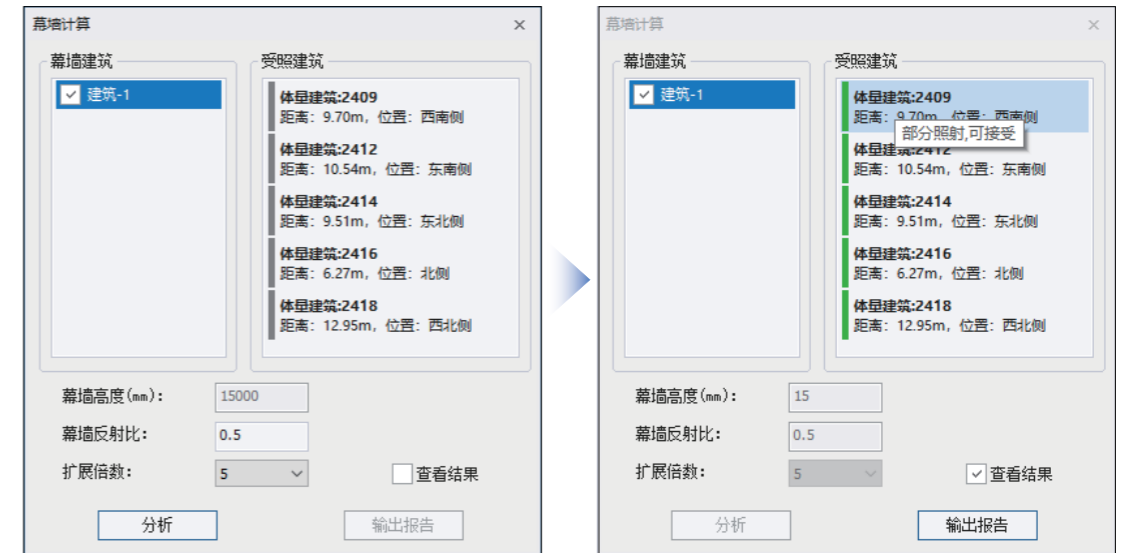 幕墙计算
幕墙建筑
建筑-1
受照建筑
体量建筑:2409
距离: 9.70m, 位置: 西南侧
体量建筑:2412
距离: 10.54m, 位置: 东南侧
体量建筑:2414
距离: 9.51m, 位置: 东北侧
体量建筑:2416
距离: 6.27m, 位置: 北侧
体量建筑:2418
距离: 12.95m, 位置: 西北侧
幕墙高度(mm): 15000
幕墙反射比: 0.5
扩展倍数: 5
查看结果
分析 输出报告
幕墙计算
幕墙建筑
建筑-1
受照建筑
体量建筑:2409
距离: 9.70m, 位置: 西南侧
部分照射,可接受
体量建筑:2412
距离: 10.54m, 位置: 东南侧
体量建筑:2414
距离: 9.51m, 位置: 东北侧
体量建筑:2416
距离: 6.27m, 位置: 北侧
体量建筑:2418
距离: 12.95m, 位置: 西北侧
幕墙高度(mm): 15
幕墙反射比: 0.5
扩展倍数: 5
查看结果
分析 输出报告